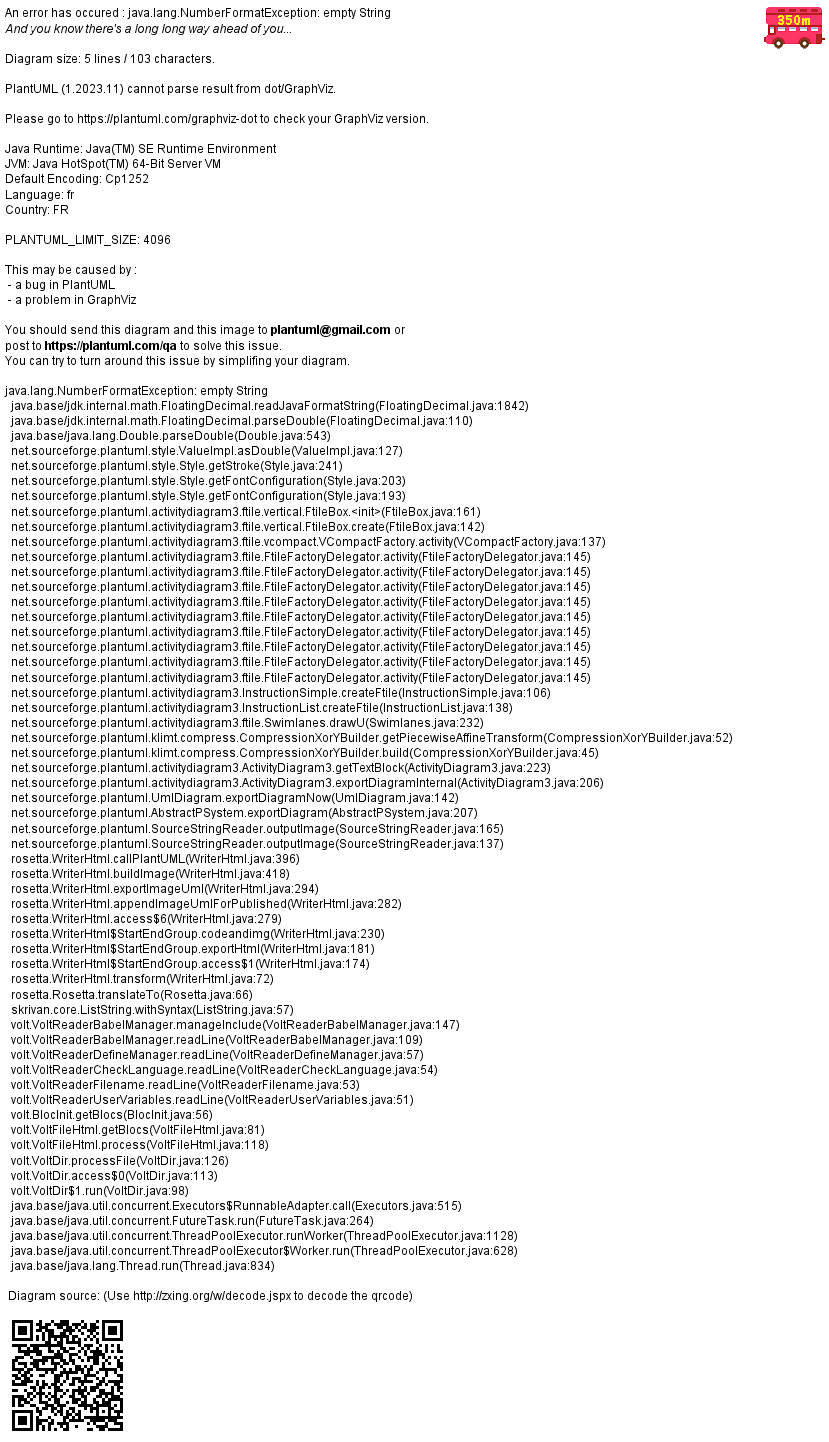 An error has occured : java.lang.NumberFormatException: empty String
And you know there's a long long way ahead of you...
350m
Diagram size: 5 lines / 103 characters.
PlantUML (1.2023.11) cannot parse result from dot/GraphViz.
Please go to https://plantuml.com/graphviz-dot to check your GraphViz version.
Java Runtime: Java(TM) SE Runtime Environment
JVM: Java HotSpot(TM) 64-Bit Server VM
Default Encoding: Cp1252
Language: fr
Country: FR
PLANTUML_LIMIT_SIZE: 4096
This may be caused by :
- a bug in PlantUML
- a problem in GraphViz
You should send this diagram and this image to plantuml@gmail.com or
post to https://plantuml.com/qa to solve this issue.
You can try to turn around this issue by simplifing your diagram.
java.lang.NumberFormatException: empty String
java.base/jdk.internal.math.FloatingDecimal.readJavaFormatString(FloatingDecimal.java:1842)
java.base/jdk.internal.math.FloatingDecimal.parseDouble(FloatingDecimal.java:110)
java.base/java.lang.Double.parseDouble(Double.java:543)
net.sourceforge.plantuml.style.ValueImpl.asDouble(ValueImpl.java:127)
net.sourceforge.plantuml.style.Style.getStroke(Style.java:241)
net.sourceforge.plantuml.style.Style.getFontConfiguration(Style.java:203)
net.sourceforge.plantuml.style.Style.getFontConfiguration(Style.java:193)
net.sourceforge.plantuml.activitydiagram3.ftile.vertical.FtileBox.<init>(FtileBox.java:161)
net.sourceforge.plantuml.activitydiagram3.ftile.vertical.FtileBox.create(FtileBox.java:142)
net.sourceforge.plantuml.activitydiagram3.ftile.vcompact.VCompactFactory.activity(VCompactFactory.java:137)
net.sourceforge.plantuml.activitydiagram3.ftile.FtileFactoryDelegator.activity(FtileFactoryDelegator.java:145)
net.sourceforge.plantuml.activitydiagram3.ftile.FtileFactoryDelegator.activity(FtileFactoryDelegator.java:145)
net.sourceforge.plantuml.activitydiagram3.ftile.FtileFactoryDelegator.activity(FtileFactoryDelegator.java:145)
net.sourceforge.plantuml.activitydiagram3.ftile.FtileFactoryDelegator.activity(FtileFactoryDelegator.java:145)
net.sourceforge.plantuml.activitydiagram3.ftile.FtileFactoryDelegator.activity(FtileFactoryDelegator.java:145)
net.sourceforge.plantuml.activitydiagram3.ftile.FtileFactoryDelegator.activity(FtileFactoryDelegator.java:145)
net.sourceforge.plantuml.activitydiagram3.ftile.FtileFactoryDelegator.activity(FtileFactoryDelegator.java:145)
net.sourceforge.plantuml.activitydiagram3.ftile.FtileFactoryDelegator.activity(FtileFactoryDelegator.java:145)
net.sourceforge.plantuml.activitydiagram3.ftile.FtileFactoryDelegator.activity(FtileFactoryDelegator.java:145)
net.sourceforge.plantuml.activitydiagram3.InstructionSimple.createFtile(InstructionSimple.java:106)
net.sourceforge.plantuml.activitydiagram3.InstructionList.createFtile(InstructionList.java:138)
net.sourceforge.plantuml.activitydiagram3.ftile.Swimlanes.drawU(Swimlanes.java:232)
net.sourceforge.plantuml.klimt.compress.CompressionXorYBuilder.getPiecewiseAffineTransform(CompressionXorYBuilder.java:52)
net.sourceforge.plantuml.klimt.compress.CompressionXorYBuilder.build(CompressionXorYBuilder.java:45)
net.sourceforge.plantuml.activitydiagram3.ActivityDiagram3.getTextBlock(ActivityDiagram3.java:223)
net.sourceforge.plantuml.activitydiagram3.ActivityDiagram3.exportDiagramInternal(ActivityDiagram3.java:206)
net.sourceforge.plantuml.UmlDiagram.exportDiagramNow(UmlDiagram.java:142)
net.sourceforge.plantuml.AbstractPSystem.exportDiagram(AbstractPSystem.java:207)
net.sourceforge.plantuml.SourceStringReader.outputImage(SourceStringReader.java:165)
net.sourceforge.plantuml.SourceStringReader.outputImage(SourceStringReader.java:137)
rosetta.WriterHtml.callPlantUML(WriterHtml.java:396)
rosetta.WriterHtml.buildImage(WriterHtml.java:418)
rosetta.WriterHtml.exportImageUml(WriterHtml.java:294)
rosetta.WriterHtml.appendImageUmlForPublished(WriterHtml.java:282)
rosetta.WriterHtml.access$6(WriterHtml.java:279)
rosetta.WriterHtml$StartEndGroup.codeandimg(WriterHtml.java:230)
rosetta.WriterHtml$StartEndGroup.exportHtml(WriterHtml.java:181)
rosetta.WriterHtml$StartEndGroup.access$1(WriterHtml.java:174)
rosetta.WriterHtml.transform(WriterHtml.java:72)
rosetta.Rosetta.translateTo(Rosetta.java:66)
skrivan.core.ListString.withSyntax(ListString.java:57)
volt.VoltReaderBabelManager.manageInclude(VoltReaderBabelManager.java:147)
volt.VoltReaderBabelManager.readLine(VoltReaderBabelManager.java:109)
volt.VoltReaderDefineManager.readLine(VoltReaderDefineManager.java:57)
volt.VoltReaderCheckLanguage.readLine(VoltReaderCheckLanguage.java:54)
volt.VoltReaderFilename.readLine(VoltReaderFilename.java:53)
volt.VoltReaderUserVariables.readLine(VoltReaderUserVariables.java:51)
volt.BlocInit.getBlocs(BlocInit.java:56)
volt.VoltFileHtml.getBlocs(VoltFileHtml.java:81)
volt.VoltFileHtml.process(VoltFileHtml.java:118)
volt.VoltDir.processFile(VoltDir.java:126)
volt.VoltDir.access$0(VoltDir.java:113)
volt.VoltDir$1.run(VoltDir.java:98)
java.base/java.util.concurrent.Executors$RunnableAdapter.call(Executors.java:515)
java.base/java.util.concurrent.FutureTask.run(FutureTask.java:264)
java.base/java.util.concurrent.ThreadPoolExecutor.runWorker(ThreadPoolExecutor.java:1128)
java.base/java.util.concurrent.ThreadPoolExecutor$Worker.run(ThreadPoolExecutor.java:628)
java.base/java.lang.Thread.run(Thread.java:834)
Diagram source: (Use http://zxing.org/w/decode.jspx to decode the qrcode)